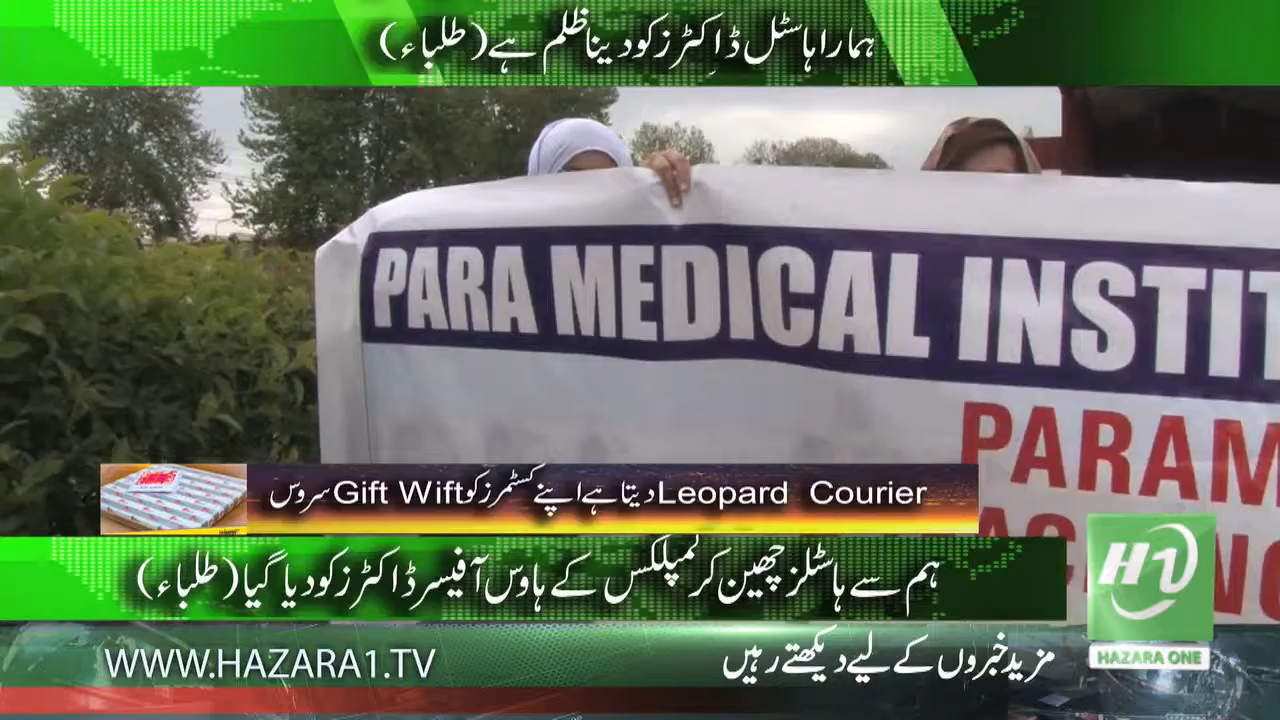 ہمارا ہاسٹل ڈاکٹرز کو دینا ظلم ہے (طلباء)
PARA MEDICAL INSTIT
PARAM
Leopard Courier دیتا ہے اپنے کسٹمرز کو Gift Wift سروس
ہم سے ہاسٹلز چھین کر کمپلکس کے ہاوس آفیسر ڈاکٹرز کو دیا گیا (طلباء)
H1
HAZARA ONE
WWW.HAZARA1.TV
مزید خبروں کے لیے دیکھتے رہیں